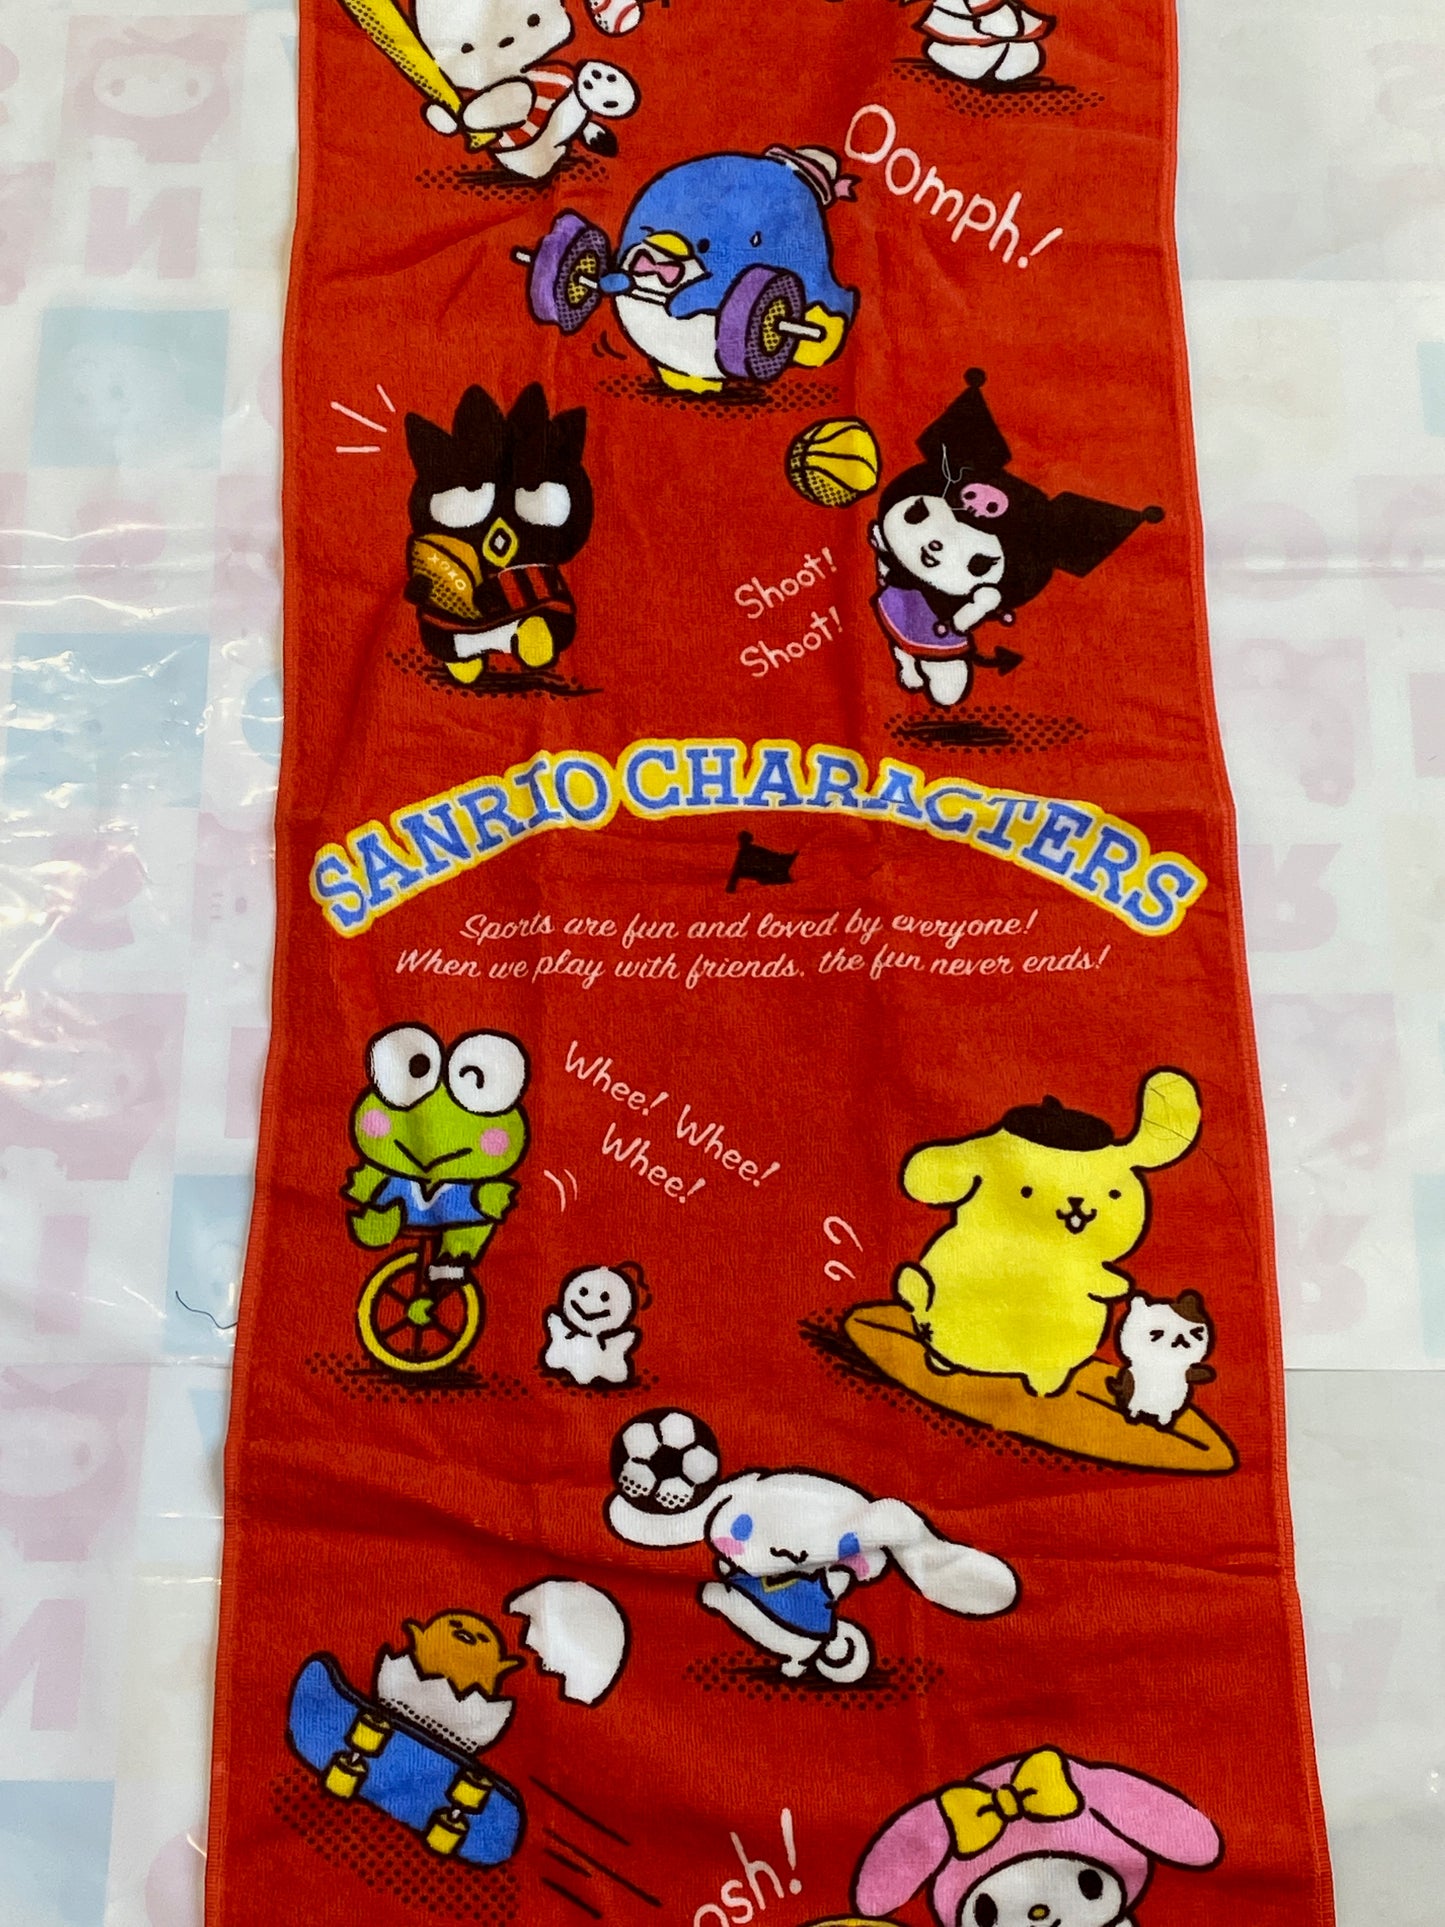 Oomph!
XOXO
Shoot!
Shoot!
SANRIO CHARACTERS
Sports are fun and loved by everyone!
When we play with friends, the fun never ends!
Whee! Whee!
Whee!